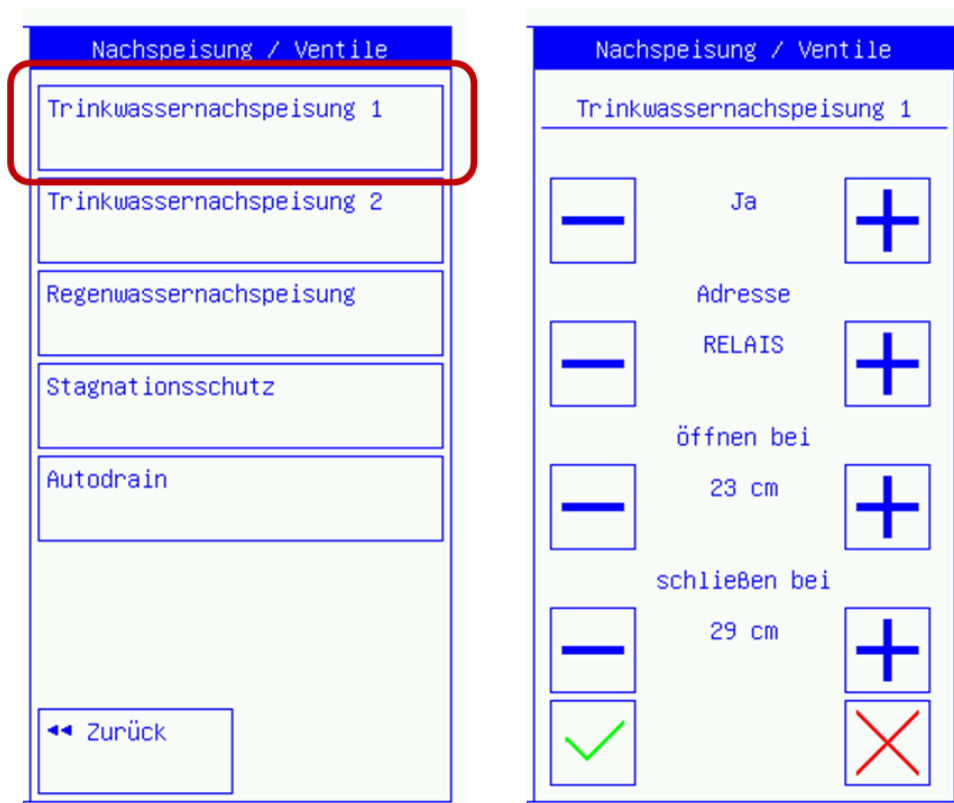 Nachspeisung / Ventile
Trinkwassernachspeisung 1
Trinkwassernachspeisung 2
Regenwassernachspeisung
Stagnationsschutz
Autodrain
◄◄ Zurück
Nachspeisung / Ventile
Trinkwassernachspeisung 1
Ja
Adresse
RELAIS
öffnen bei
23 cm
schließen bei
29 cm